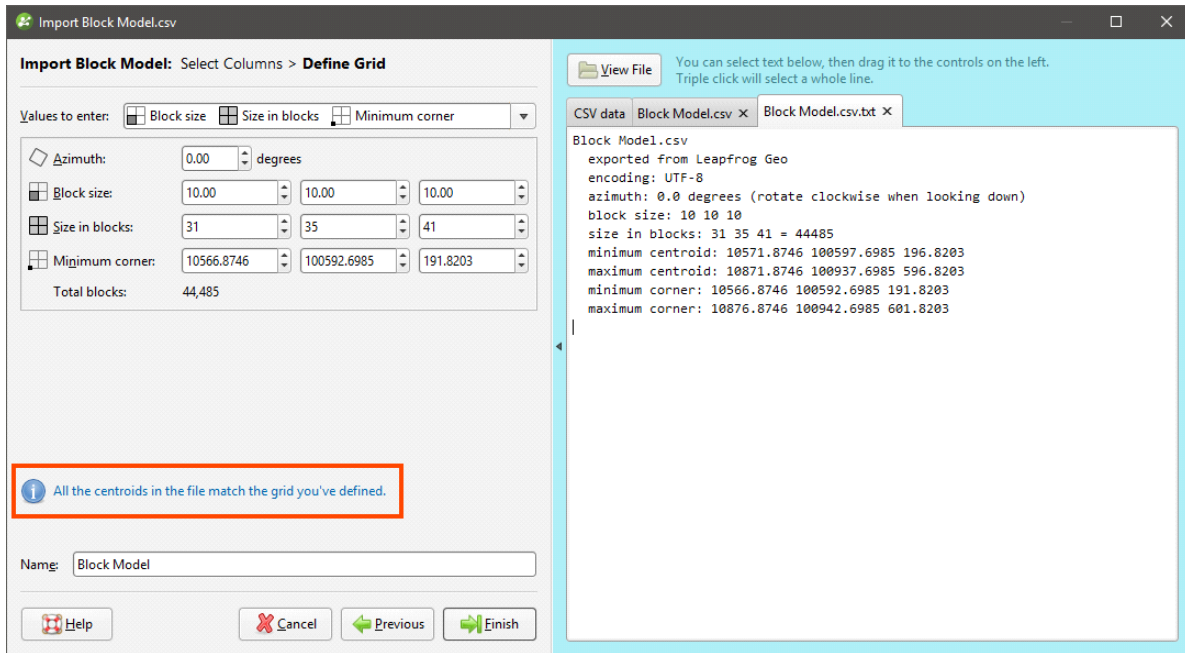 Import Block Model.csv
Import Block Model: Select Columns > Define Grid
Values to enter: Block size Size in blocks Minimum corner
Azimuth: 0.00 degrees
Block size: 10.00 10.00 10.00
Size in blocks: 31 35 41
Minimum corner: 10566.8746 100592.6985 191.8203
Total blocks: 44,485
All the centroids in the file match the grid you've defined.
Name: Block Model
Help Cancel Previous Finish
View File
You can select text below, then drag it to the controls on the left.
Triple click will select a whole line.
CSV data Block Model.csv Block Model.csv.txt
Block Model.csv
exported from Leapfrog Geo
encoding: UTF-8
azimuth: 0.0 degrees (rotate clockwise when looking down)
block size: 10 10 10
size in blocks: 31 35 41 = 44485
minimum centroid: 10571.8746 100597.6985 196.8203
maximum centroid: 10871.8746 100937.6985 596.8203
minimum corner: 10566.8746 100592.6985 191.8203
maximum corner: 10876.8746 100942.6985 601.8203